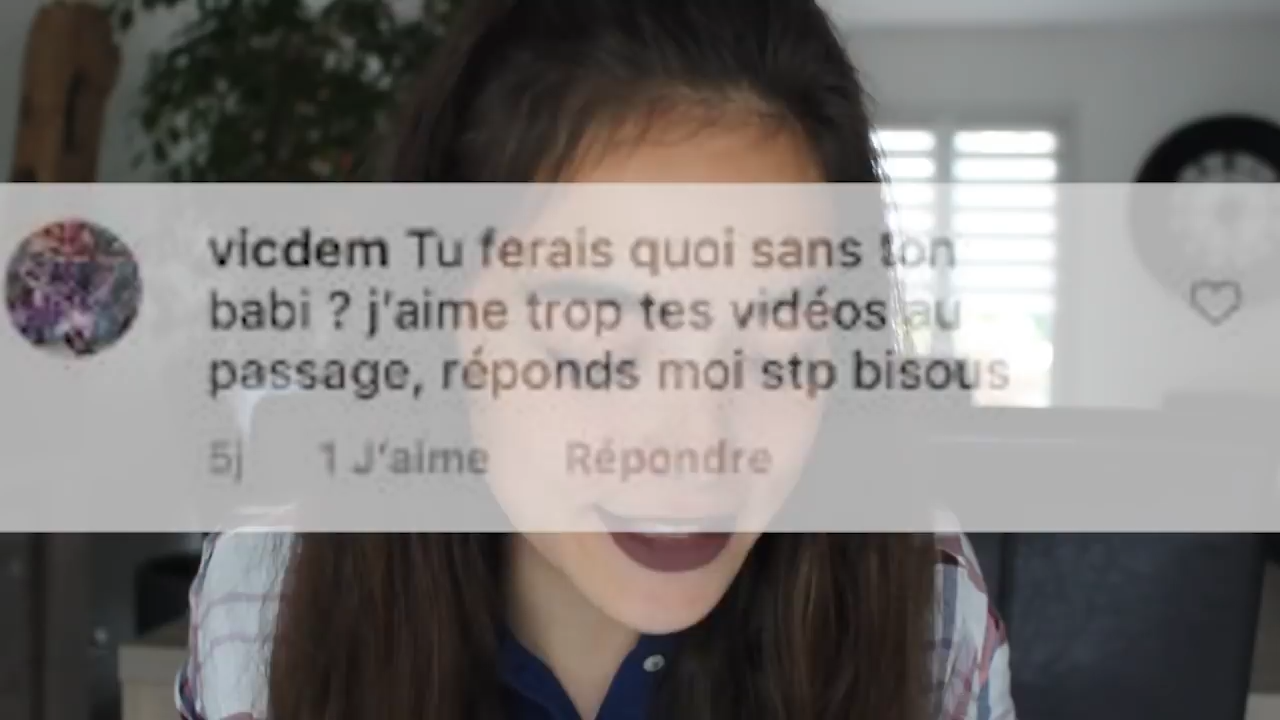 vicdem Tu ferais quoi sans ton
babi ? j'aime trop tes vidéos au
passage, réponds moi stp bisous
5j 1 J'aime Répondre